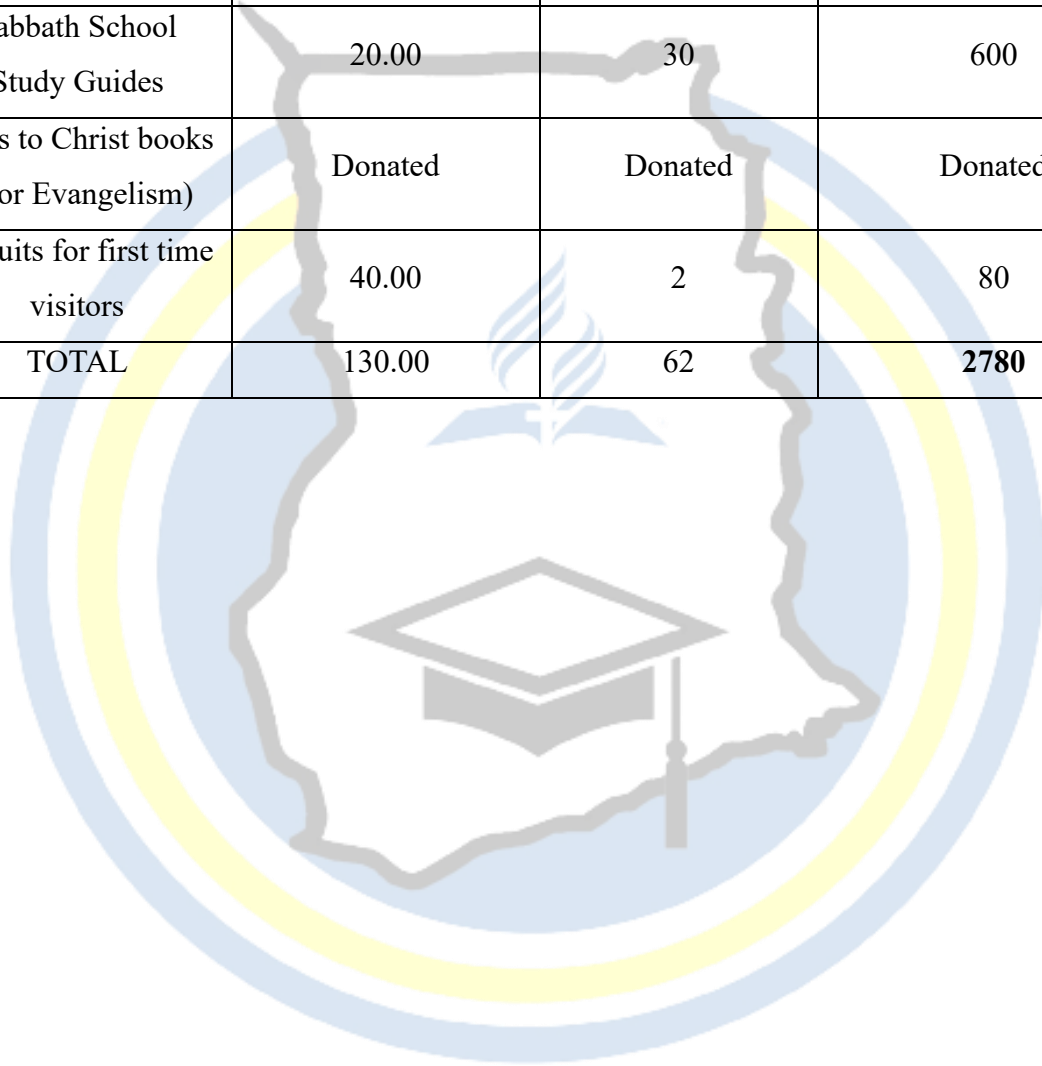 abbath School
Study Guides
20.00
30
600
s to Christ books
or Evangelism)
Donated
Donated
Donated
uits for first time
visitors
40.00
2
80
TOTAL
130.00
62
2780